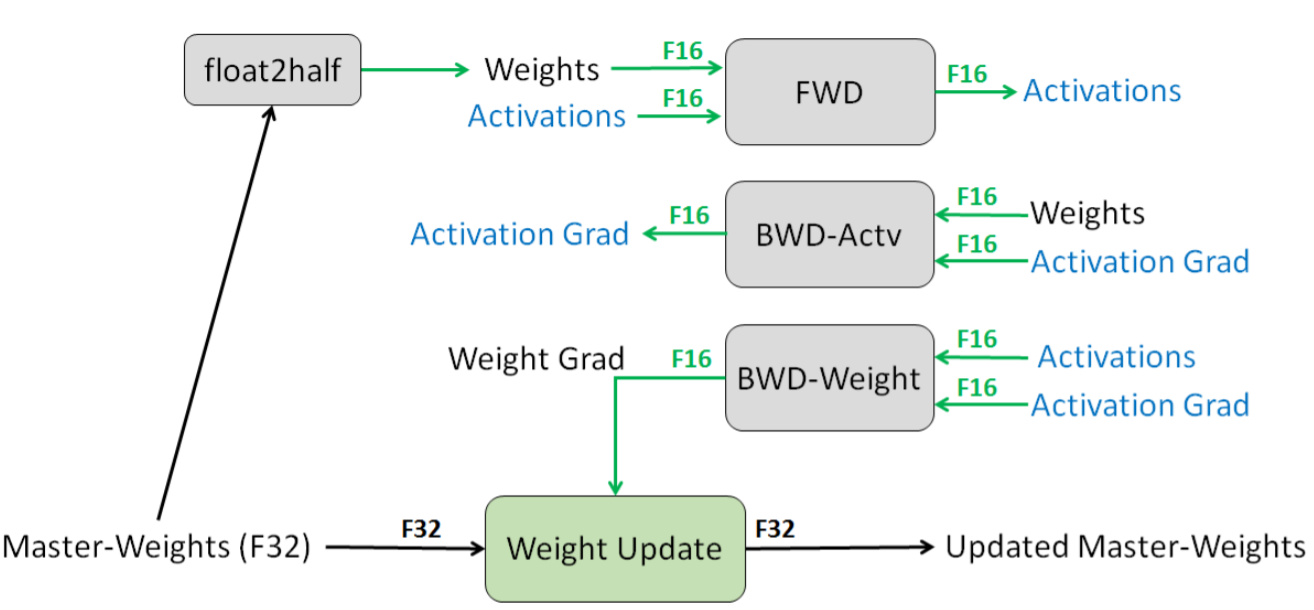 float2half
Weights
F16
Activations
F16
FWD
F16
Activations
Activation Grad
F16
BWD-Actv
F16
Weights
F16
Activation Grad
Weight Grad
F16
BWD-Weight
F16
Activations
F16
Activation Grad
Master-Weights (F32)
F32
Weight Update
F32
Updated Master-Weights